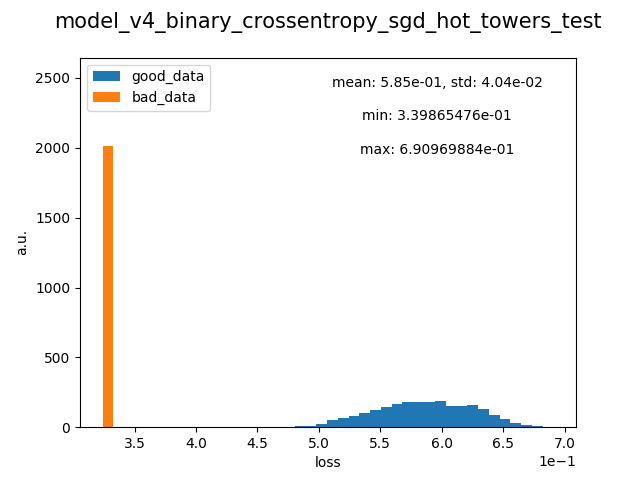 model_v4_binary_crossentropy_sgd_hot_towers_test
good_data
bad_data
mean: 5.85e-01, std: 4.04e-02
min: 3.39865476e-01
max: 6.90969884e-01
2500
2000
1500
1000
500
0
a.u.
3.5 4.0 4.5 5.0 5.5 6.0 6.5 7.0
1e−1
loss